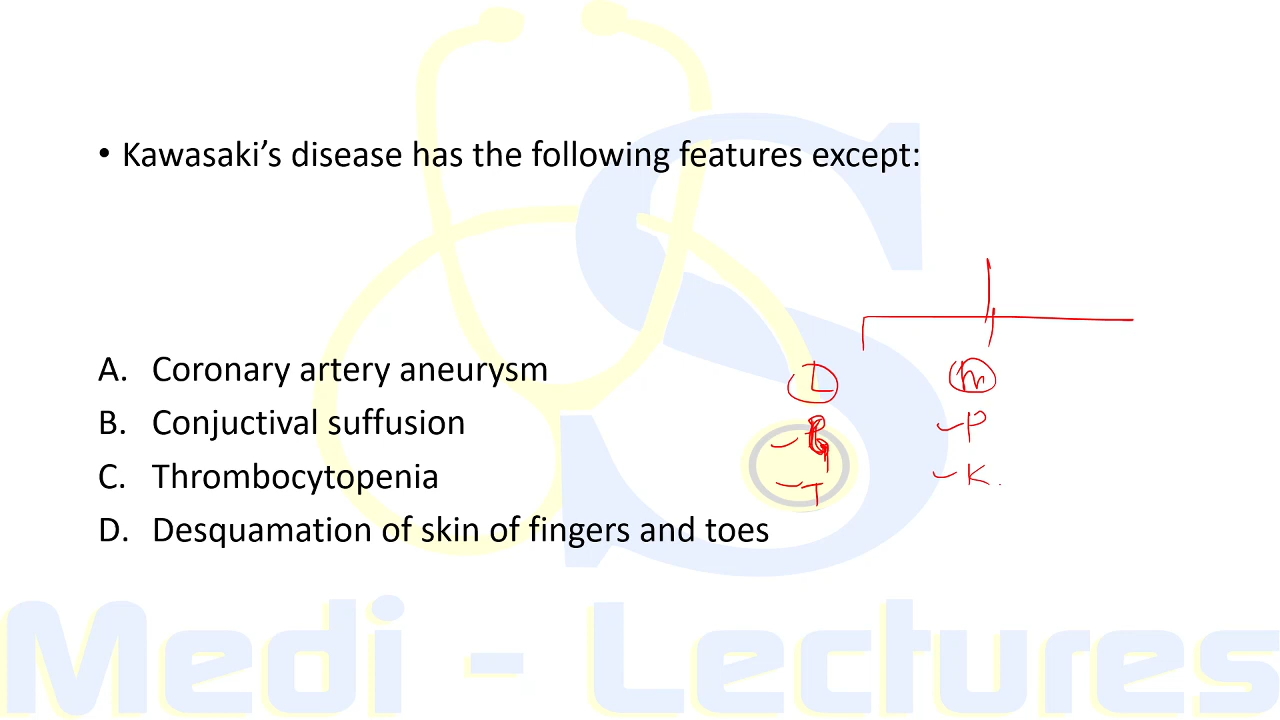 • Kawasaki’s disease has the following features except:
A. Coronary artery aneurysm
B. Conjuctival suffusion
C. Thrombocytopenia
D. Desquamation of skin of fingers and toes
L
P
T
K
Medi - Lectures